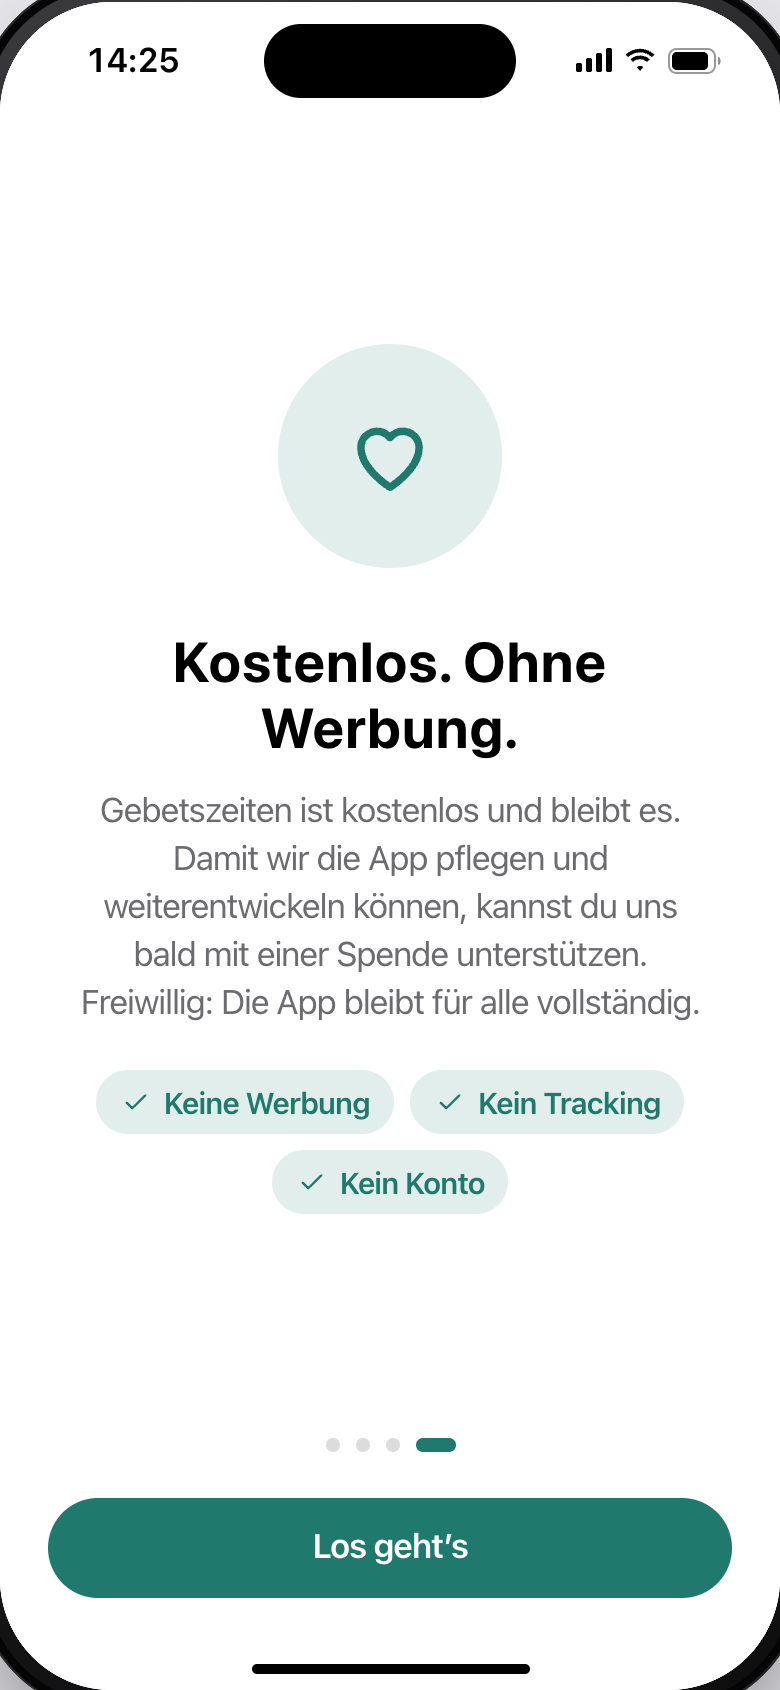 14:25
Kostenlos. Ohne
Werbung.
Gebetszeiten ist kostenlos und bleibt es.
Damit wir die App pflegen und
weiterentwickeln können, kannst du uns
bald mit einer Spende unterstützen.
Freiwillig: Die App bleibt für alle vollständig.
Keine Werbung
Kein Tracking
Kein Konto
Los geht’s